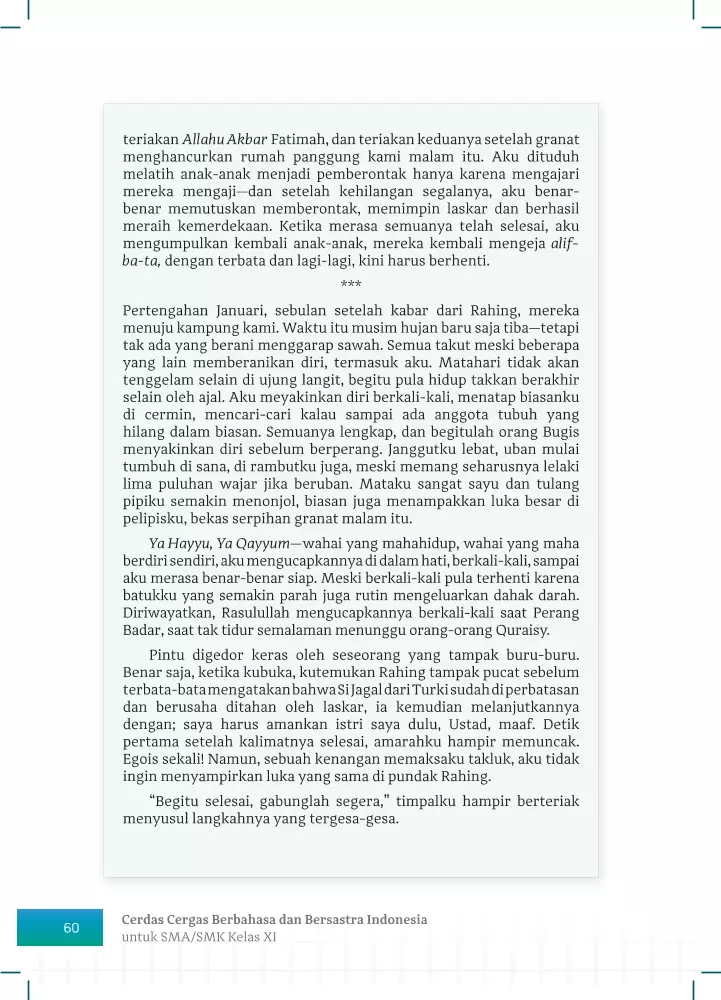 teriakan Allahu Akbar Fatimah, dan teriakan keduanya setelah granat
menghancurkan rumah panggung kami malam itu. Aku dituduh
melatih anak-anak menjadi pemberontak hanya karena mengajari
mereka mengaji—dan setelah kehilangan segalanya, aku benar-
benar memutuskan memberontak, memimpin laskar dan berhasil
meraih kemerdekaan. Ketika merasa semuanya telah selesai, aku
mengumpulkan kembali anak-anak, mereka kembali mengeja alif-
ba-ta, dengan terbata dan lagi-lagi, kini harus berhenti.
***
Pertengahan Januari, sebulan setelah kabar dari Rahing, mereka
menuju kampung kami. Waktu itu musim hujan baru saja tiba—tetapi
tak ada yang berani menggarap sawah. Semua takut meski beberapa
yang lain memberanikan diri, termasuk aku. Matahari tidak akan
tenggelam selain di ujung langit, begitu pula hidup takkan berakhir
selain oleh ajal. Aku meyakinkan diri berkali-kali, menatap biasanku
di cermin, mencari-cari kalau sampai ada anggota tubuh yang
hilang dalam biasan. Semuanya lengkap, dan begitulah orang Bugis
menyakinkan diri sebelum berperang. Janggutku lebat, uban mulai
tumbuh di sana, di rambutku juga, meski memang seharusnya lelaki
lima puluhan wajar jika beruban. Mataku sangat sayu dan tulang
pipiku semakin menonjol, biasan juga menampakkan luka besar di
pelipisku, bekas serpihan granat malam itu.
Ya Hayyu, Ya Qayyum—wahai yang mahahidup, wahai yang maha
berdiri sendiri, aku mengucapkannya di dalam hati, berkali-kali, sampai
aku merasa benar-benar siap. Meski berkali-kali pula terhenti karena
batukku yang semakin parah juga rutin mengeluarkan dahak darah.
Diriwayatkan, Rasulullah mengucapkannya berkali-kali saat Perang
Badar, saat tak tidur semalaman menunggu orang-orang Quraisy.
Pintu digedor keras oleh seseorang yang tampak buru-buru.
Benar saja, ketika kubuka, kutemukan Rahing tampak pucat sebelum
terbata-bata mengatakan bahwa Si Jagal dari Turki sudah di perbatasan
dan berusaha ditahan oleh laskar, ia kemudian melanjutkannya
dengan; saya harus amankan istri saya dulu, Ustad, maaf. Detik
pertama setelah kalimatnya selesai, amarahku hampir memuncak.
Egois sekali! Namun, sebuah kenangan memaksaku takluk, aku tidak
ingin menyampirkan luka yang sama di pundak Rahing.
“Begitu selesai, gabunglah segera,” timpalku hampir berteriak
menyusul langkahnya yang tergesa-gesa.
60
Cerdas Cergas Berbahasa dan Bersastra Indonesia
untuk SMA/SMK Kelas XI